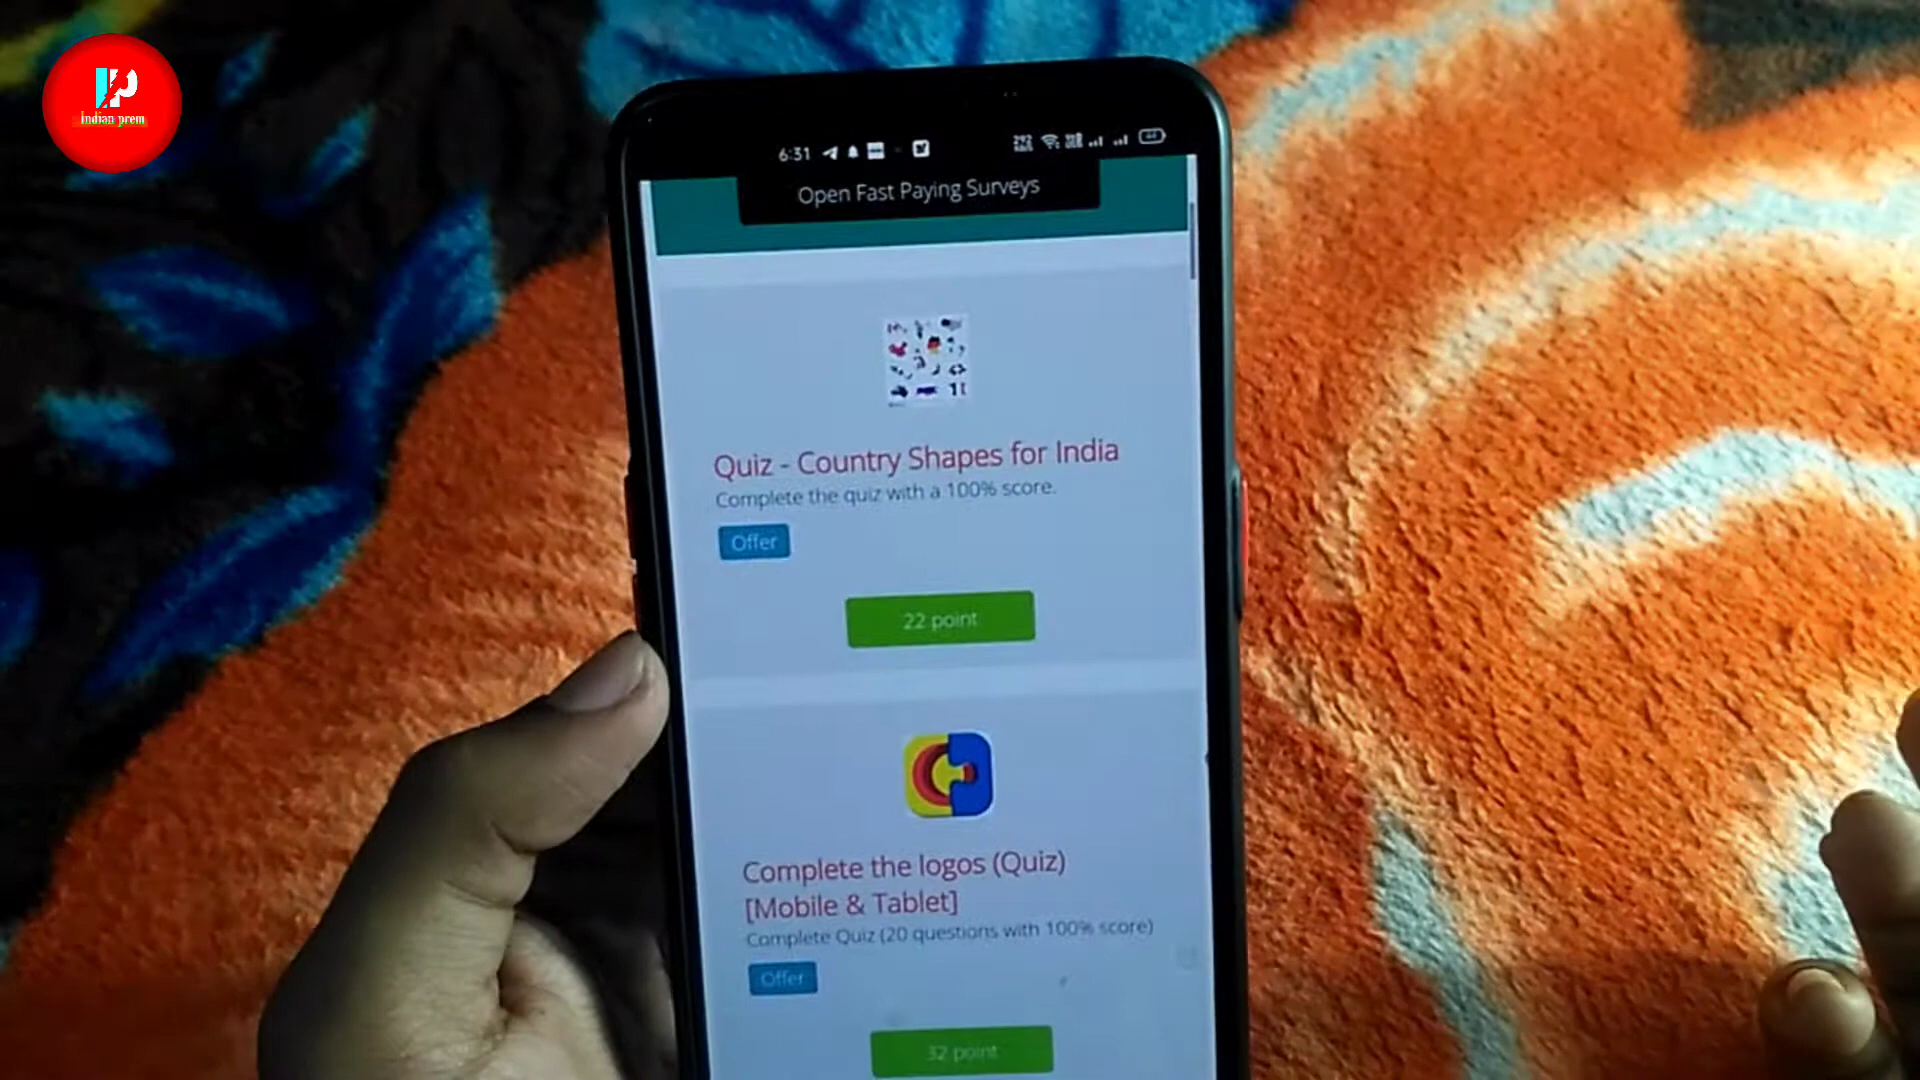 indian prem
6:31
Open Fast Paying Surveys
Quiz - Country Shapes for India
Complete the quiz with a 100% score.
Offer
22 point
Complete the logos (Quiz)
[Mobile & Tablet]
Complete Quiz (20 questions with 100% score)
Offer
32 point